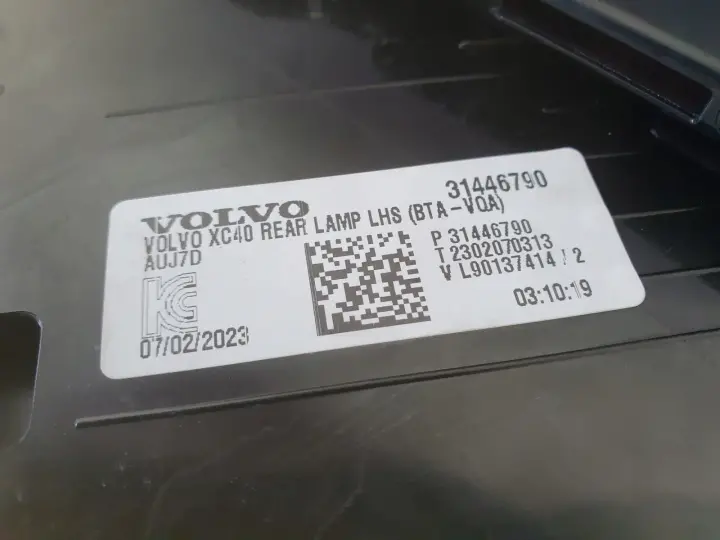 VOLVO 31446790
VOLVO XC40 REAR LAMP LHS (BTA-VOA)
AUJ7D
P 31446790
T 2302070313
V L90137414 / 2
KC
07/02/2023
03:10:19